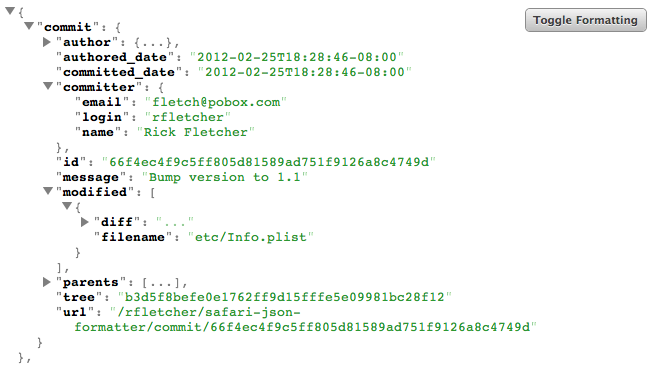 {
Toggle Formatting
"commit": {
"author": {...},
"authored_date": "2012-02-25T18:28:46-08:00"
"committed_date": "2012-02-25T18:28:46-08:00"
"committer": {
"email": "fletch@pobox.com"
"login": "rfletcher"
"name": "Rick Fletcher"
},
"id": "66f4ec4f9c5ff805d81589ad751f9126a8c4749d"
"message": "Bump version to 1.1"
"modified": [
{
"diff": "..."
"filename": "etc/Info.plist"
}
],
"parents": [...],
"tree": "b3d5f8befe0e1762ff9d15fffe5e09981bc28f12"
"url": "/rfletcher/safari-json-
formatter/commit/66f4ec4f9c5ff805d81589ad751f9126a8c4749d"
}
},